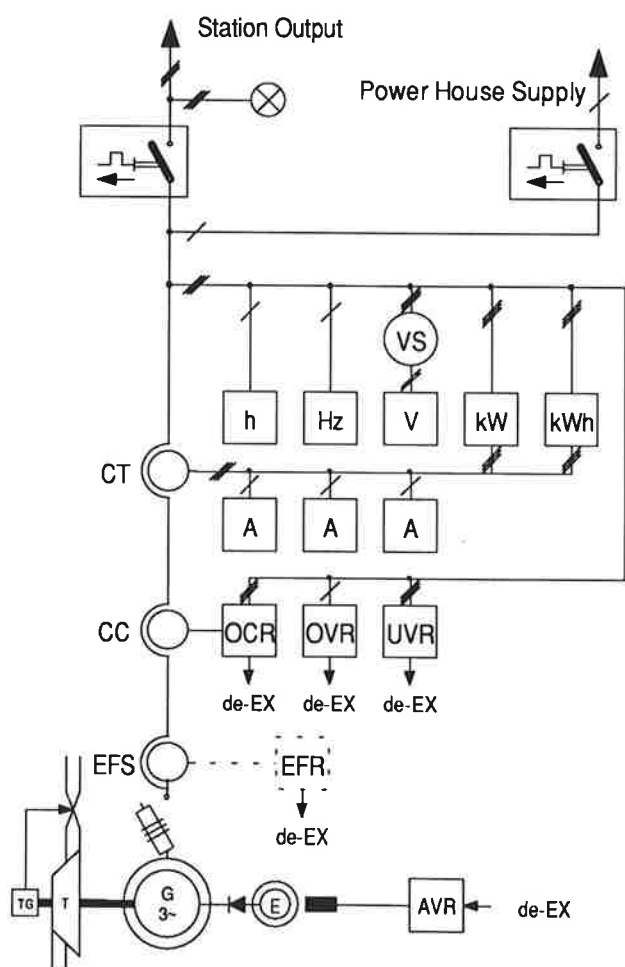 Station Output
Power House Supply
VS
h Hz V kW kWh
CT
A A A
CC OCR OVR UVR
de-EX de-EX de-EX
EFS EFR
de-EX
TG T G 3~ E AVR de-EX